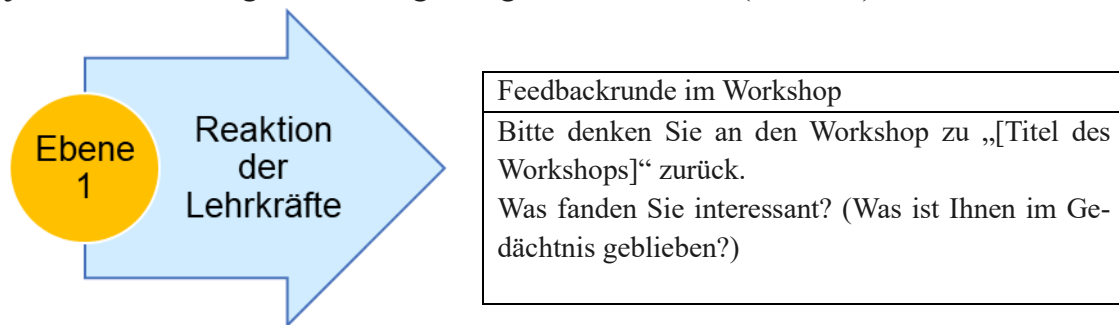 Ebene
1
Reaktion
der
Lehrkräfte
Feedbackrunde im Workshop
Bitte denken Sie an den Workshop zu „[Titel des
Workshops]“ zurück.
Was fanden Sie interessant? (Was ist Ihnen im Ge-
dächtnis geblieben?)